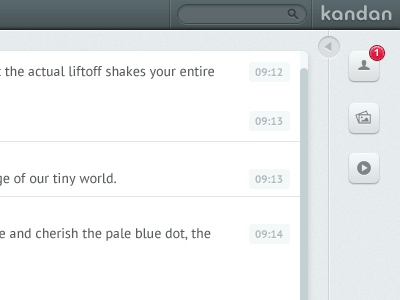 kandan
1
t the actual liftoff shakes your entire 09:12
09:13
ge of our tiny world. 09:13
e and cherish the pale blue dot, the 09:14